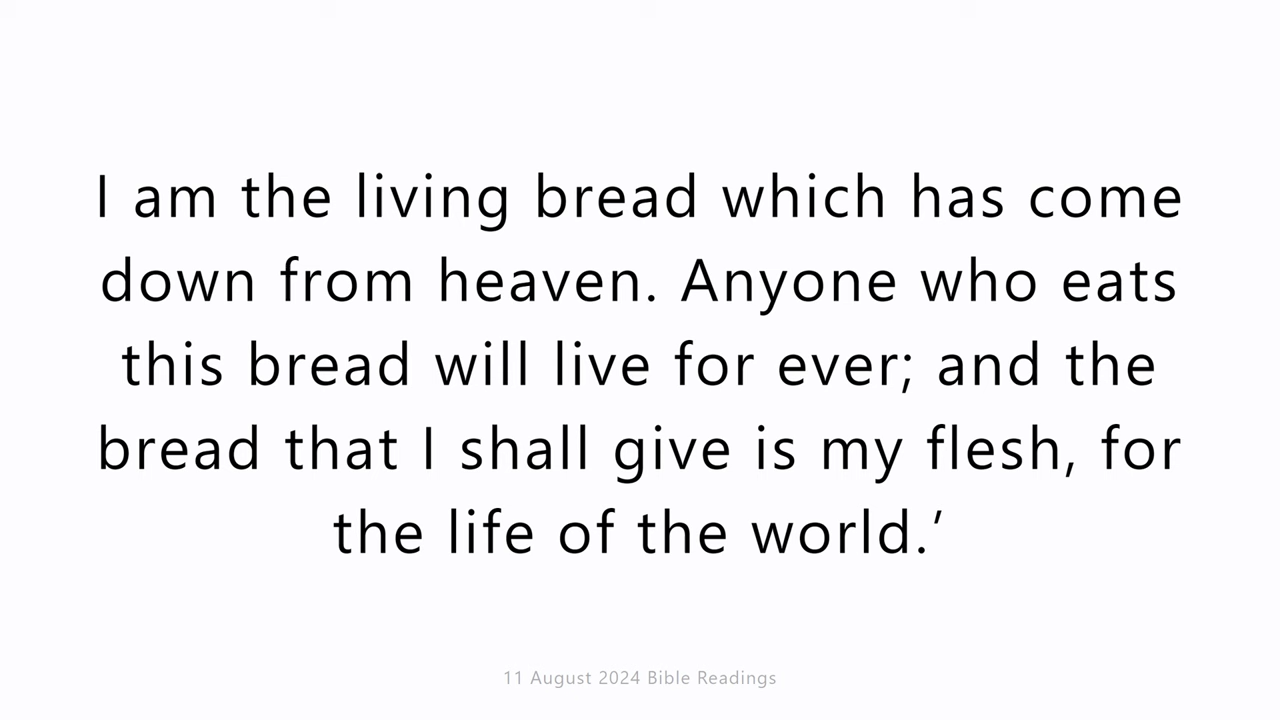 I am the living bread which has come
down from heaven. Anyone who eats
this bread will live for ever; and the
bread that I shall give is my flesh, for
the life of the world.’
11 August 2024 Bible Readings